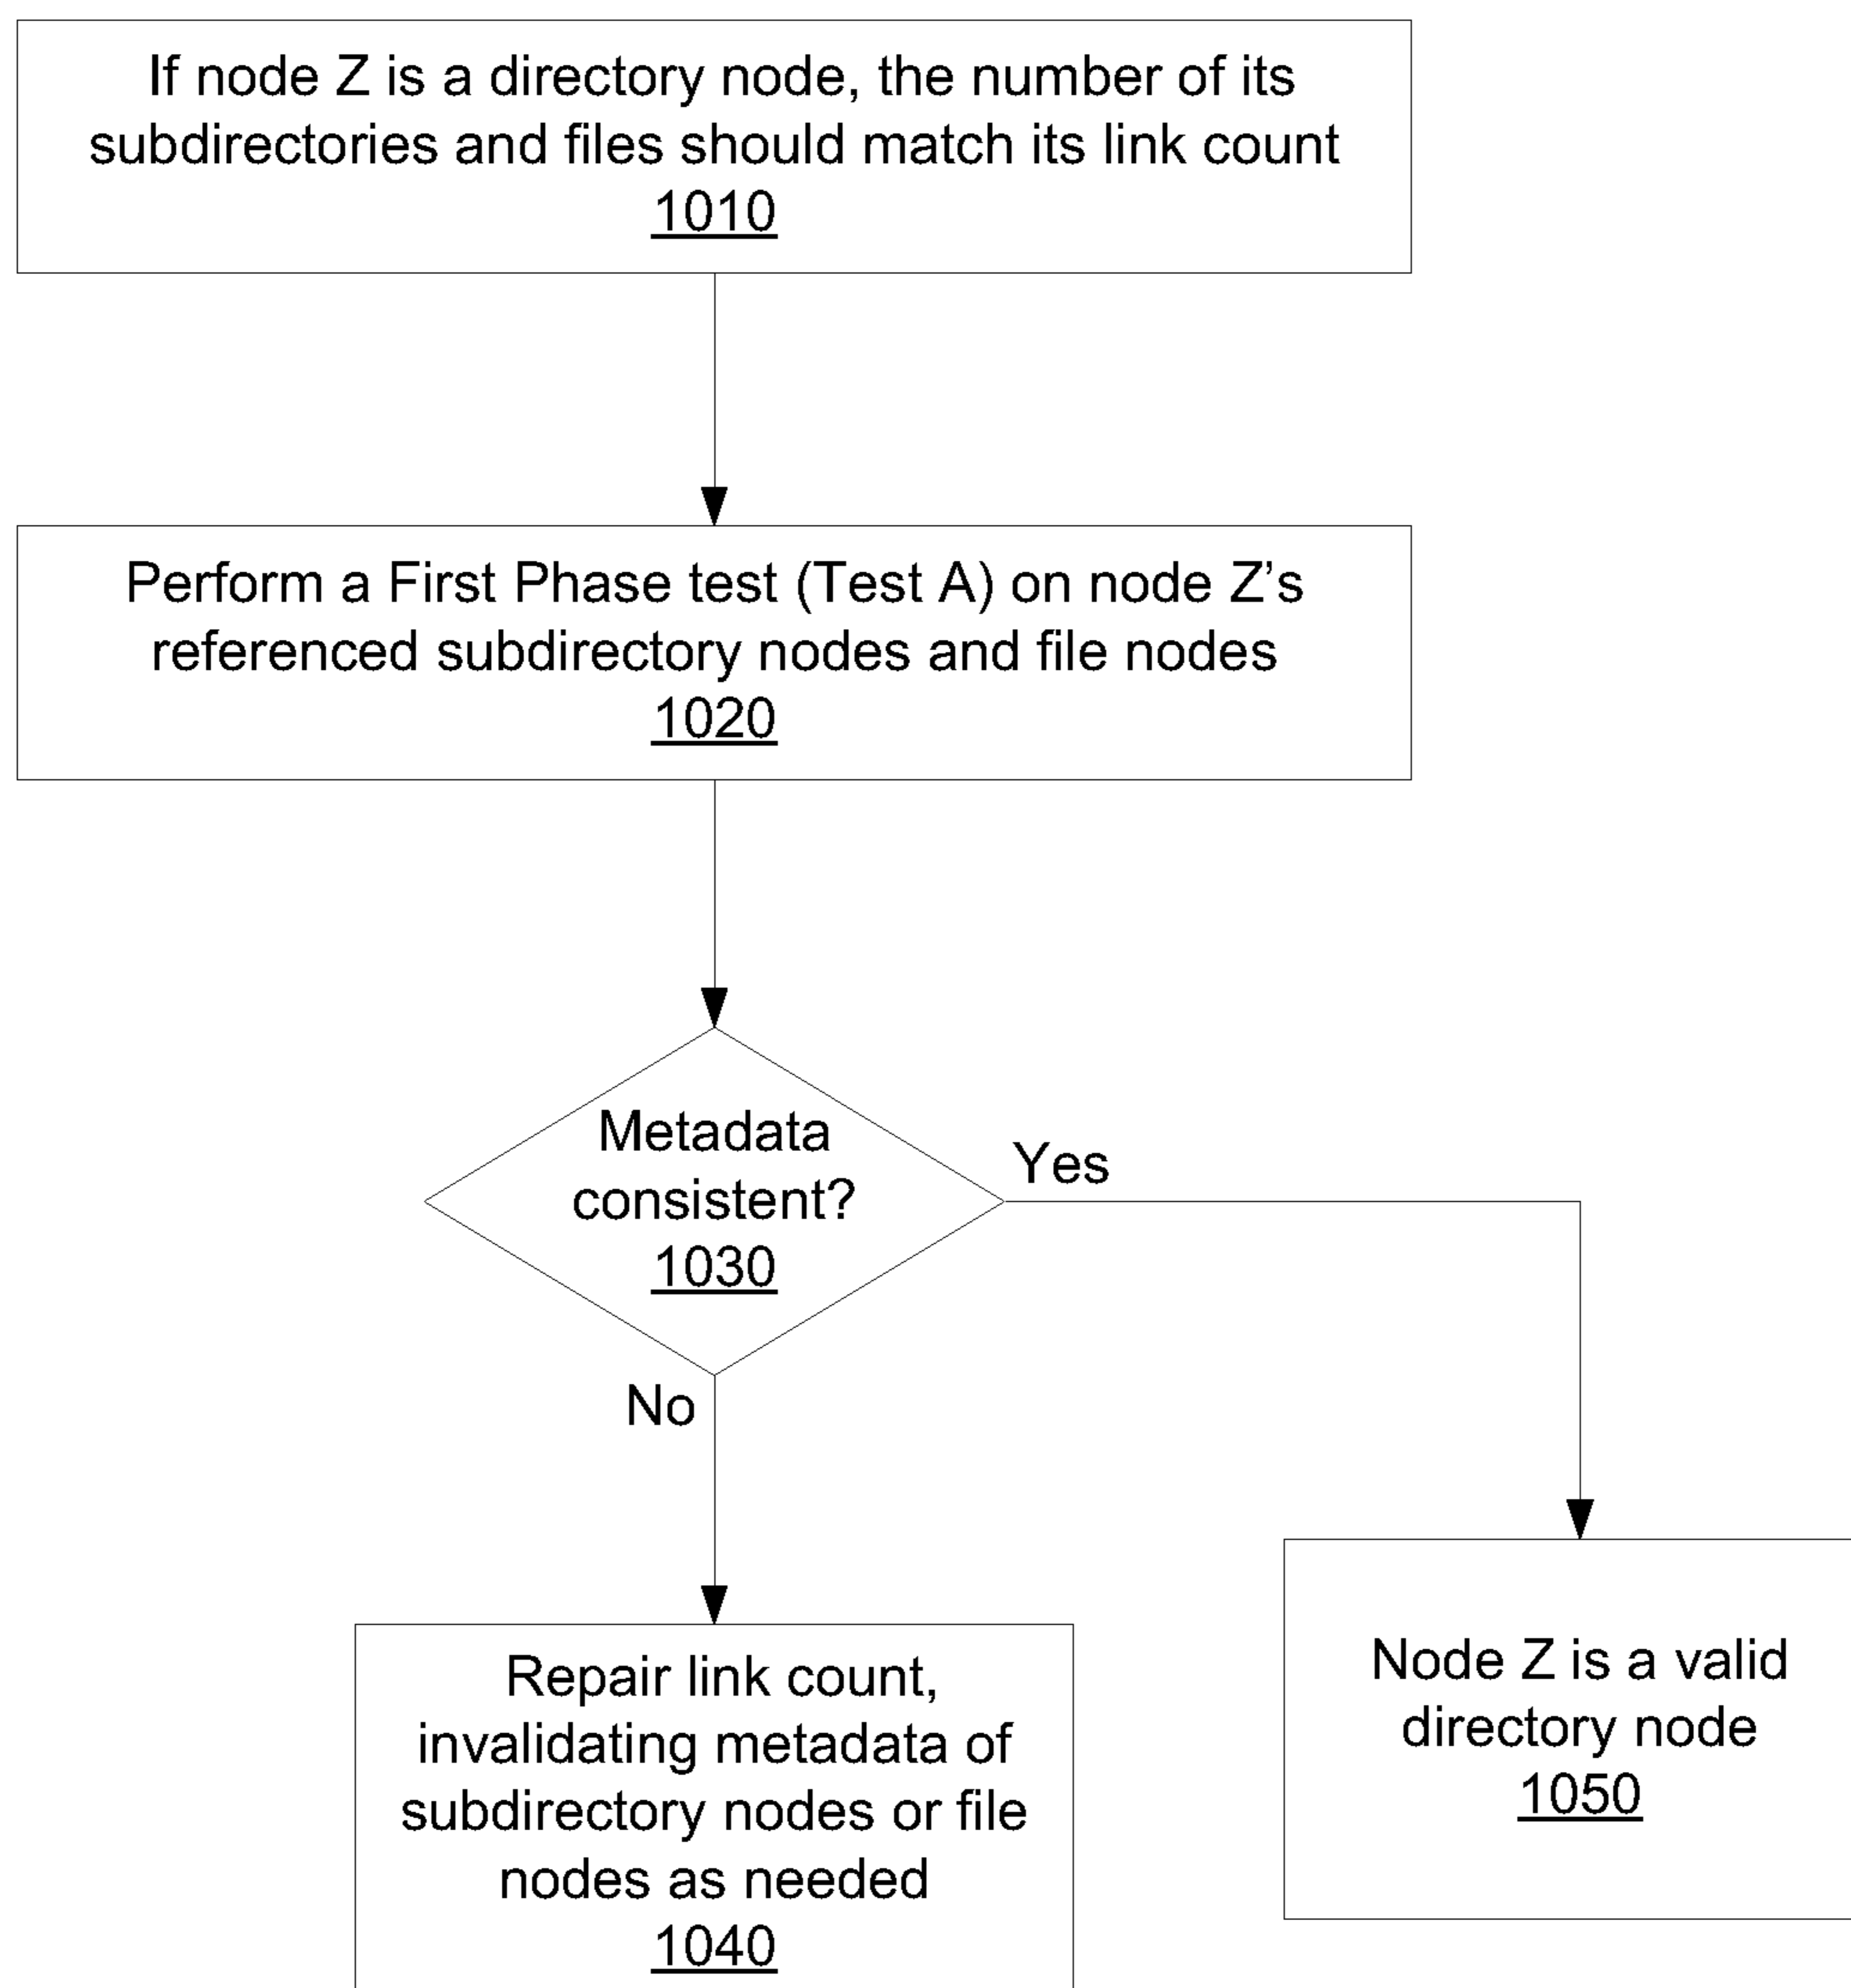 If node Z is a directory node, the number of its
subdirectories and files should match its link count
1010
Perform a First Phase test (Test A) on node Z’s
referenced subdirectory nodes and file nodes
1020
Metadata
consistent?
1030
Yes
No
Repair link count,
invalidating metadata of
subdirectory nodes or file
nodes as needed
1040
Node Z is a valid
directory node
1050